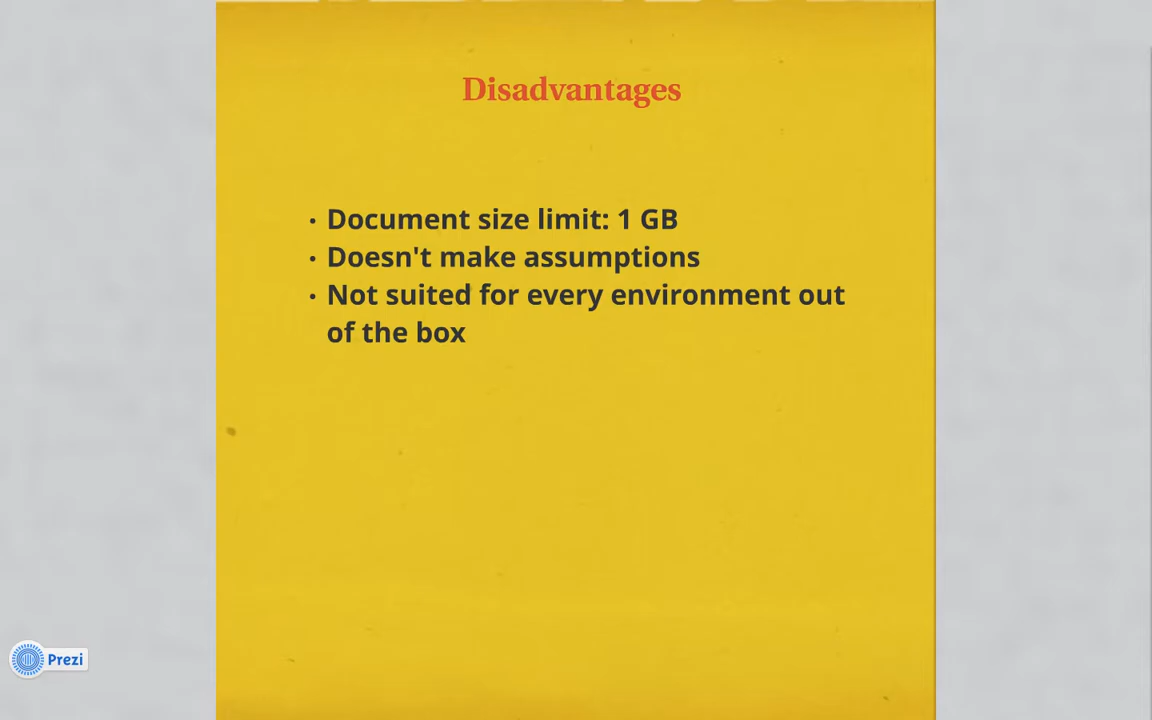 Disadvantages
· Document size limit: 1 GB
· Doesn't make assumptions
· Not suited for every environment out
of the box
Prezi